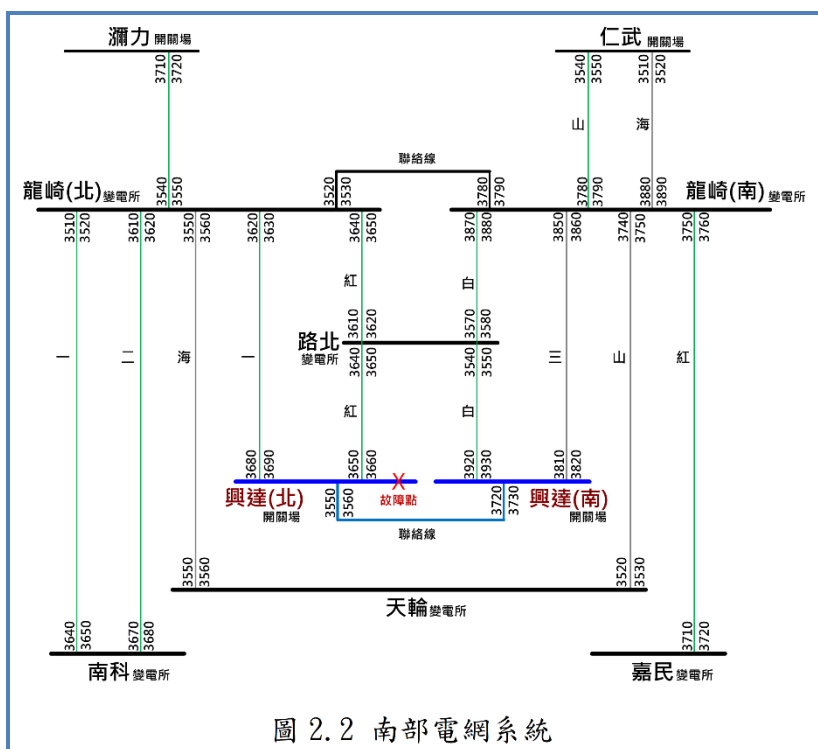 瀰力開關場
仁武開關場
3710
3720
3540
3550
3510
3520
山
海
聯絡線
龍崎(北)變電所
3540
3550
3520
3530
3780
3790
3780
3790
3880
3890
龍崎(南)變電所
3510
3520
3610
3620
3550
3560
3620
3630
3640
3650
3870
3880
3850
3860
3740
3750
3750
3760
紅
白
路北
變電所
3610
3620
3570
3580
3640
3650
3540
3550
一
二
海
一
紅
白
三
山
紅
3680
3690
3650
3660
X
故障點
3920
3930
3810
3820
興達(北)
開關場
3550
3560
3720
3730
興達(南)
開關場
聯絡線
3550
3560
3520
3530
天輪變電所
3640
3650
3670
3680
3710
3720
南科變電所
嘉民變電所
圖 2.2 南部電網系統